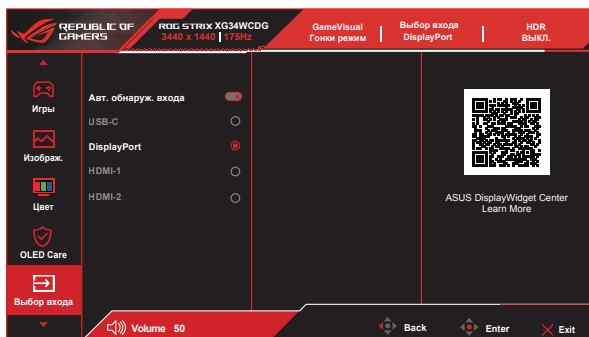 REPUBLIC OF
GAMERS
ROG STRIX XG34WCDG
3440 x 1440 175Hz
GameVisual
Гонки режим
Выбор входа
DisplayPort
HDR
ВЫКЛ.
Игры
Изображ.
Цвет
OLED Care
Выбор входа
Авт. обнаруж. входа
USB-C
DisplayPort
HDMI-1
HDMI-2
ASUS DisplayWidget Center
Learn More
Volume 50
Back
Enter
Exit